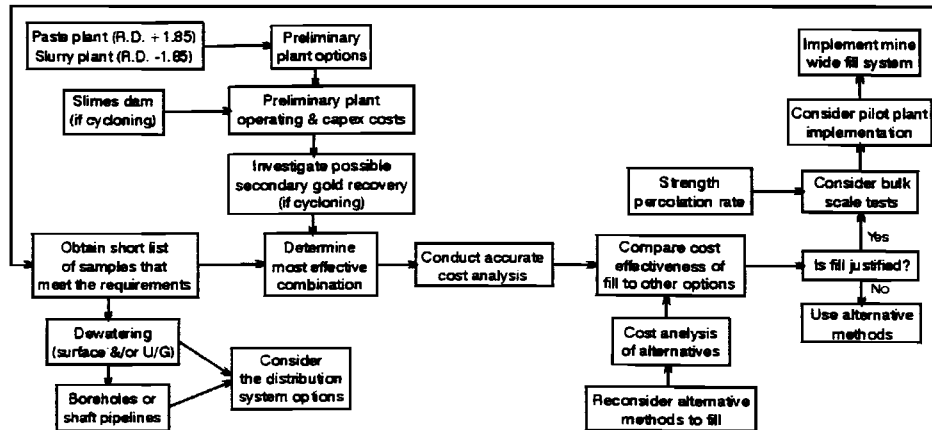 Paste plant (R.D. + 1.85)
Slurry plant (R.D. -1.85)
Preliminary
plant options
Implement mine
wide fill system
Slimes dam
(if cycloning)
Preliminary plant
operating & capex costs
Consider pilot plant
implementation
Investigate possible
secondary gold recovery
(if cycloning)
Strength
percolation rate
Consider bulk
scale tests
Yes
Obtain short list
of samples that
meet the requirements
Determine
most effective
combination
Conduct accurate
cost analysis
Compare cost
effectiveness of
fill to other options
Is fill justified?
No
Dewatering
(surface &/or U/G)
Cost analysis
of alternatives
Use alternative
methods
Consider
the distribution
system options
Boreholes or
shaft pipelines
Reconsider alternative
methods to fill